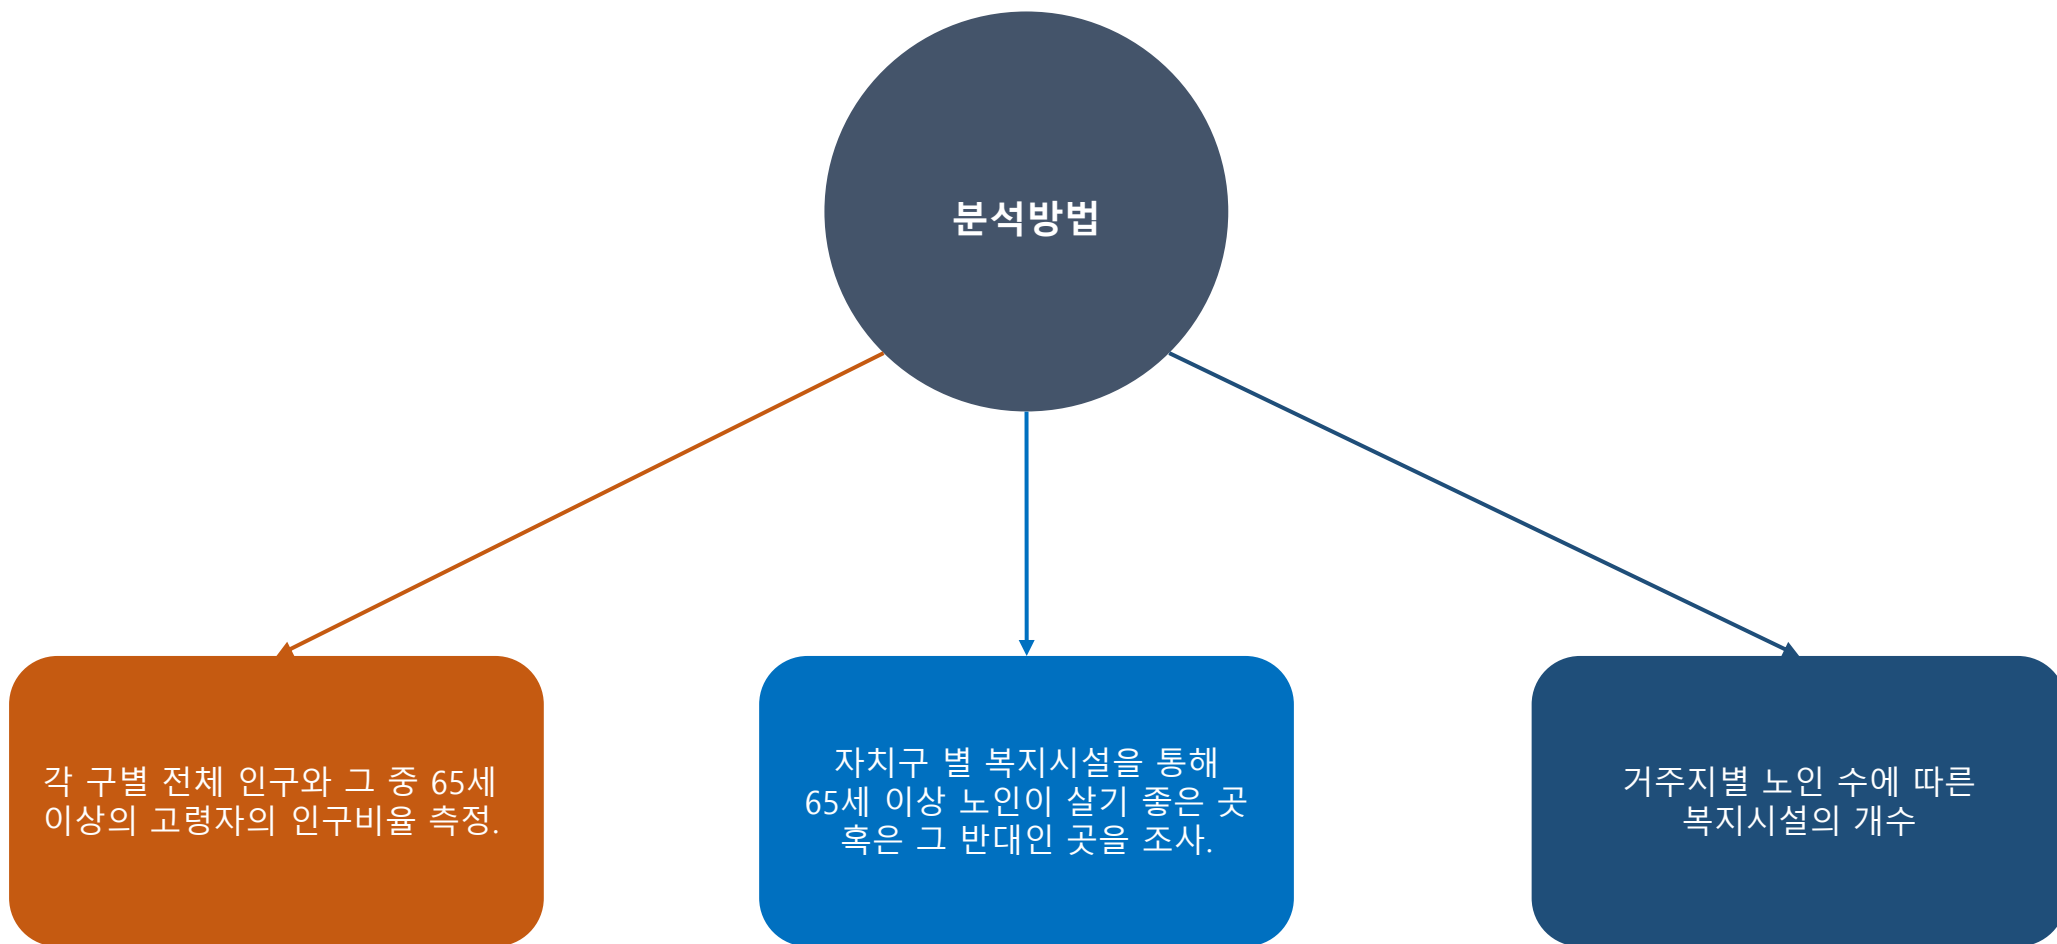 분석방법
각 구별 전체 인구와 그 중 65세
이상의 고령자의 인구비율 측정.
자치구 별 복지시설을 통해
65세 이상 노인이 살기 좋은 곳
혹은 그 반대인 곳을 조사.
거주지별 노인 수에 따른
복지시설의 개수